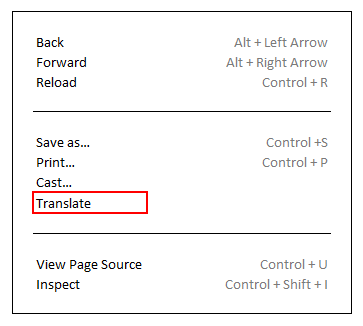 Back Alt + Left Arrow
Forward Alt + Right Arrow
Reload Control + R
Save as... Control +S
Print... Control + P
Cast...
Translate
View Page Source Control + U
Inspect Control + Shift + I